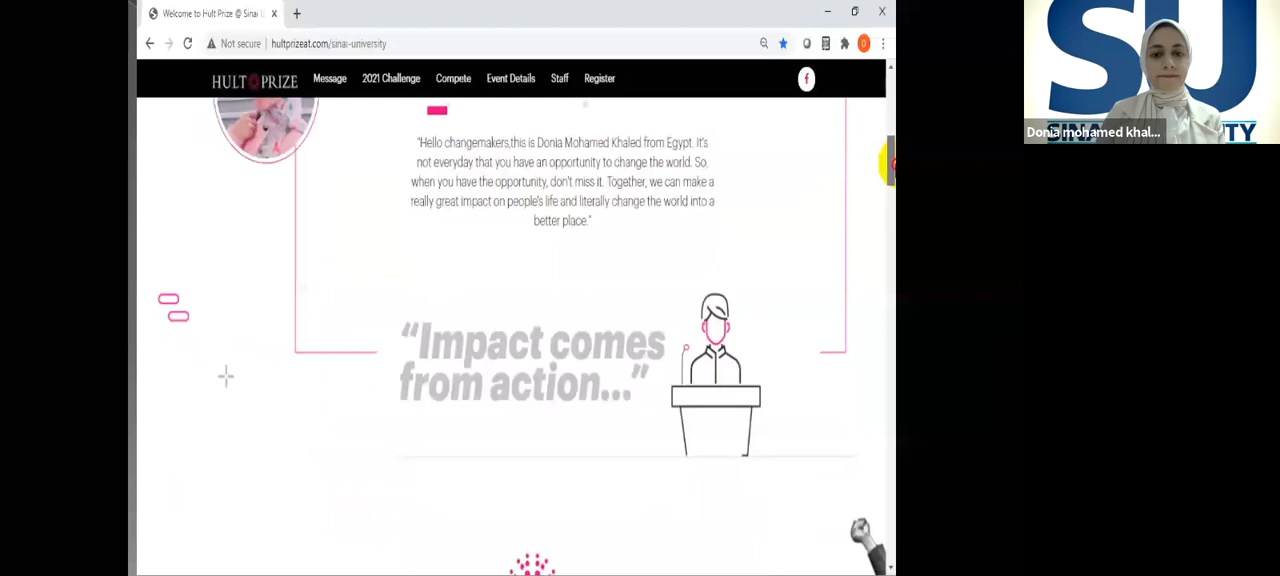 Welcome to Hult Prize @ Sinai
Not secure | hultprizeat.com/sinai-university
HULT PRIZE Message 2021 Challenge Compete Event Details Staff Register
"Hello changemakers,this is Donia Mohamed Khaled from Egypt. It's
not everyday that you have an opportunity to change the world. So,
when you have the opportunity, don't miss it. Together, we can make a
really great impact on people's life and literally change the world into a
better place."
“Impact comes
from action...”
SU
Donia mohamed khal...